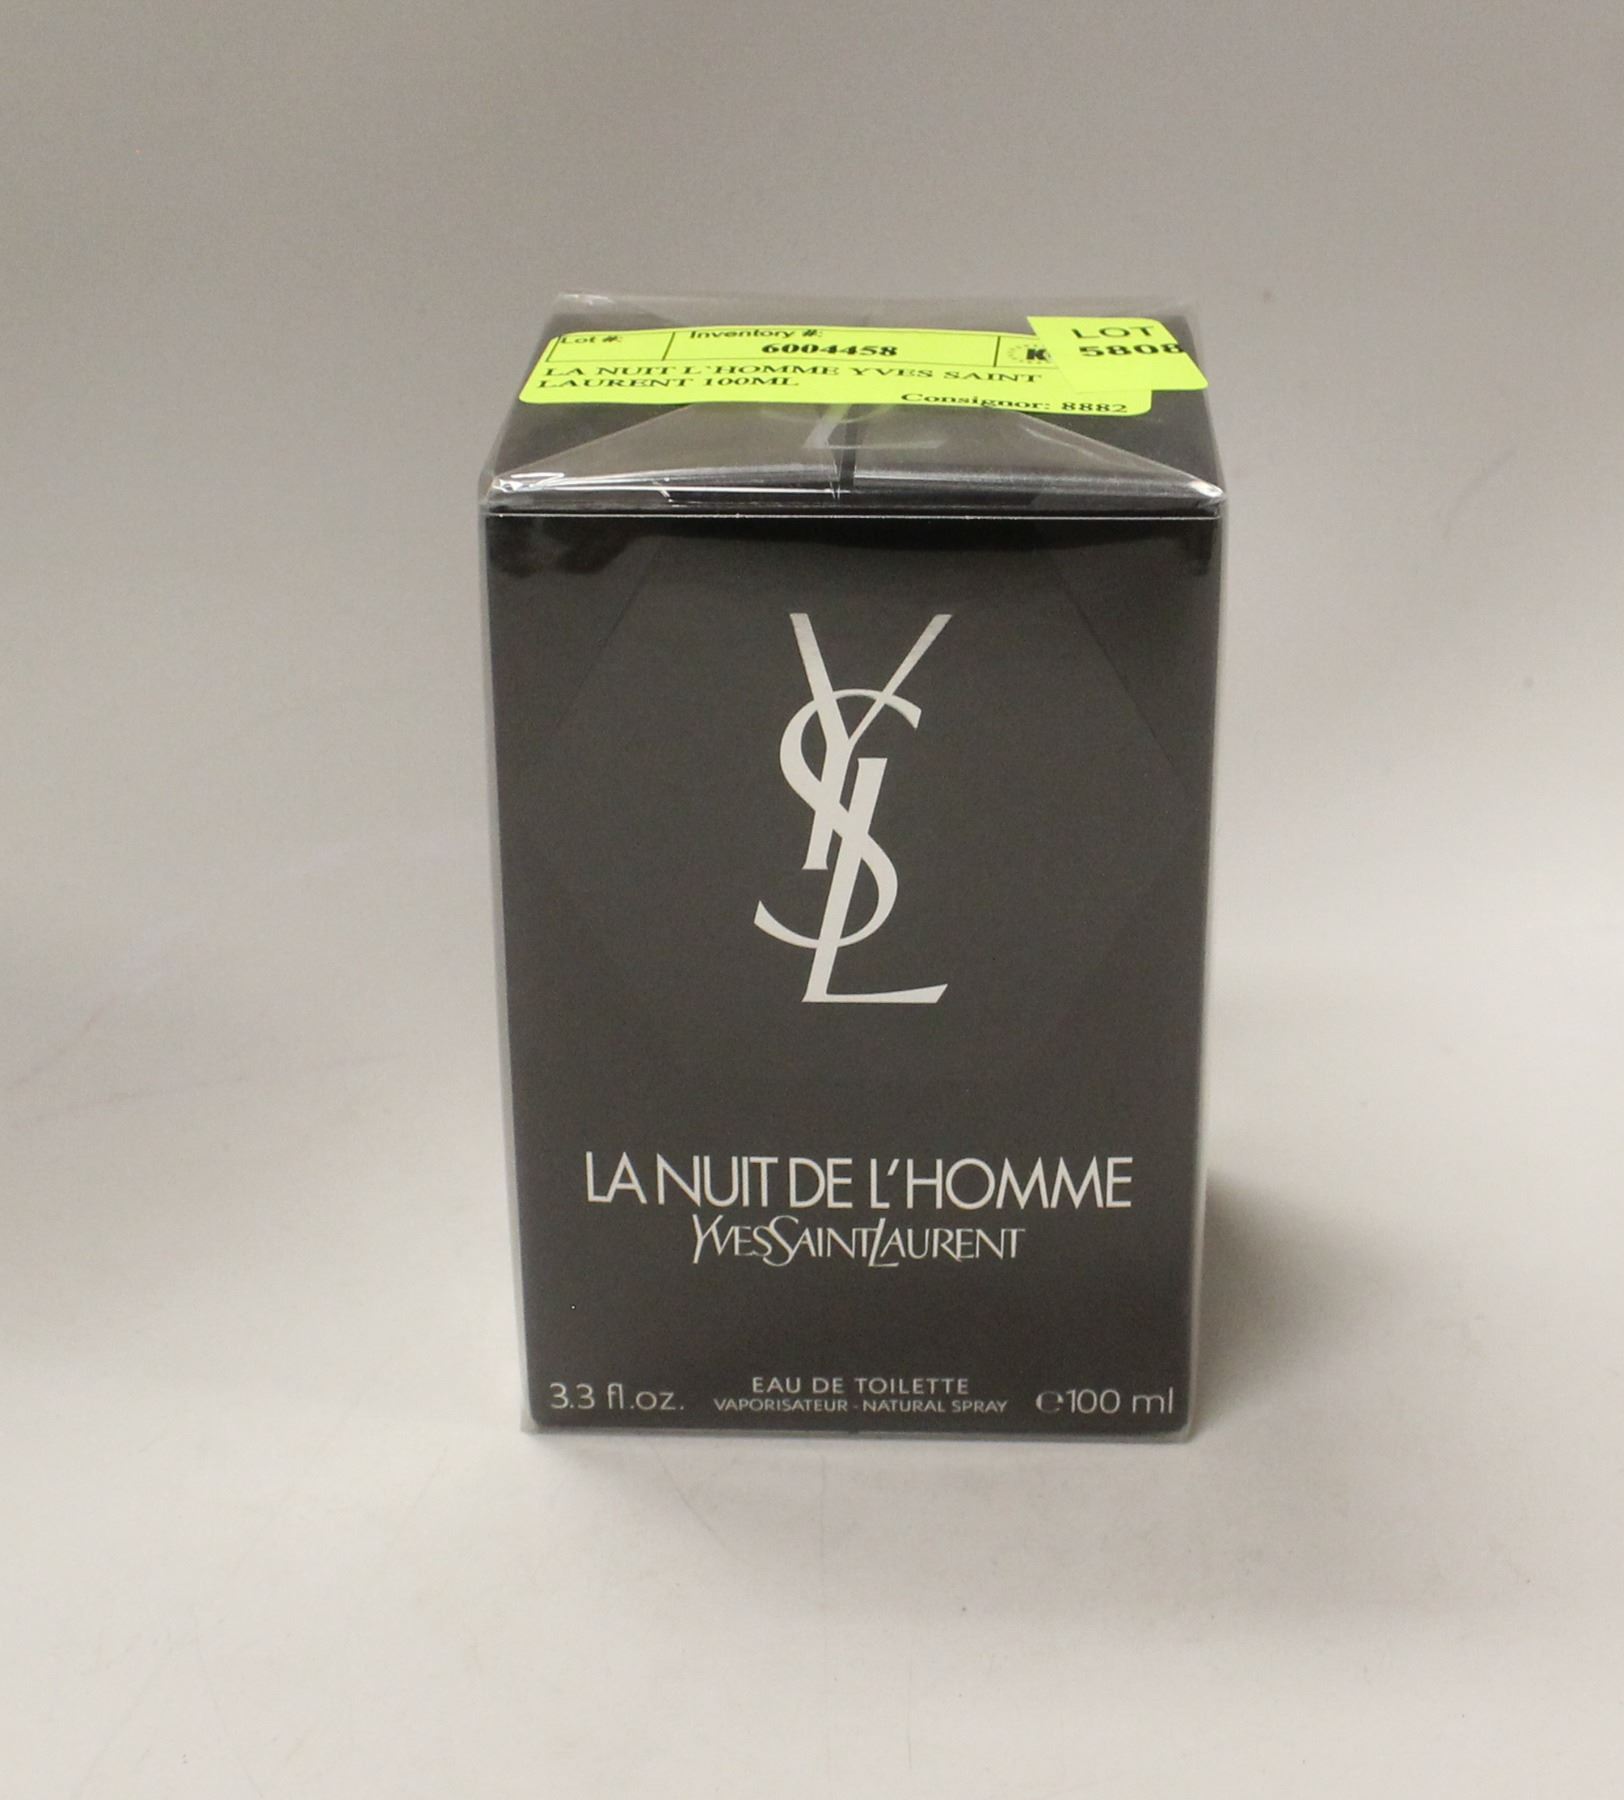 Lot #: Inventory #:
6004458
K
LOT
5808
LA NUIT L`HOMME YVES SAINT
LAURENT 100ML
Consignor: 8882
YSL
LA NUIT DE L'HOMME
YVESSAINTLAURENT
3.3 fl.oz. EAU DE TOILETTE ℮100 ml
VAPORISATEUR - NATURAL SPRAY